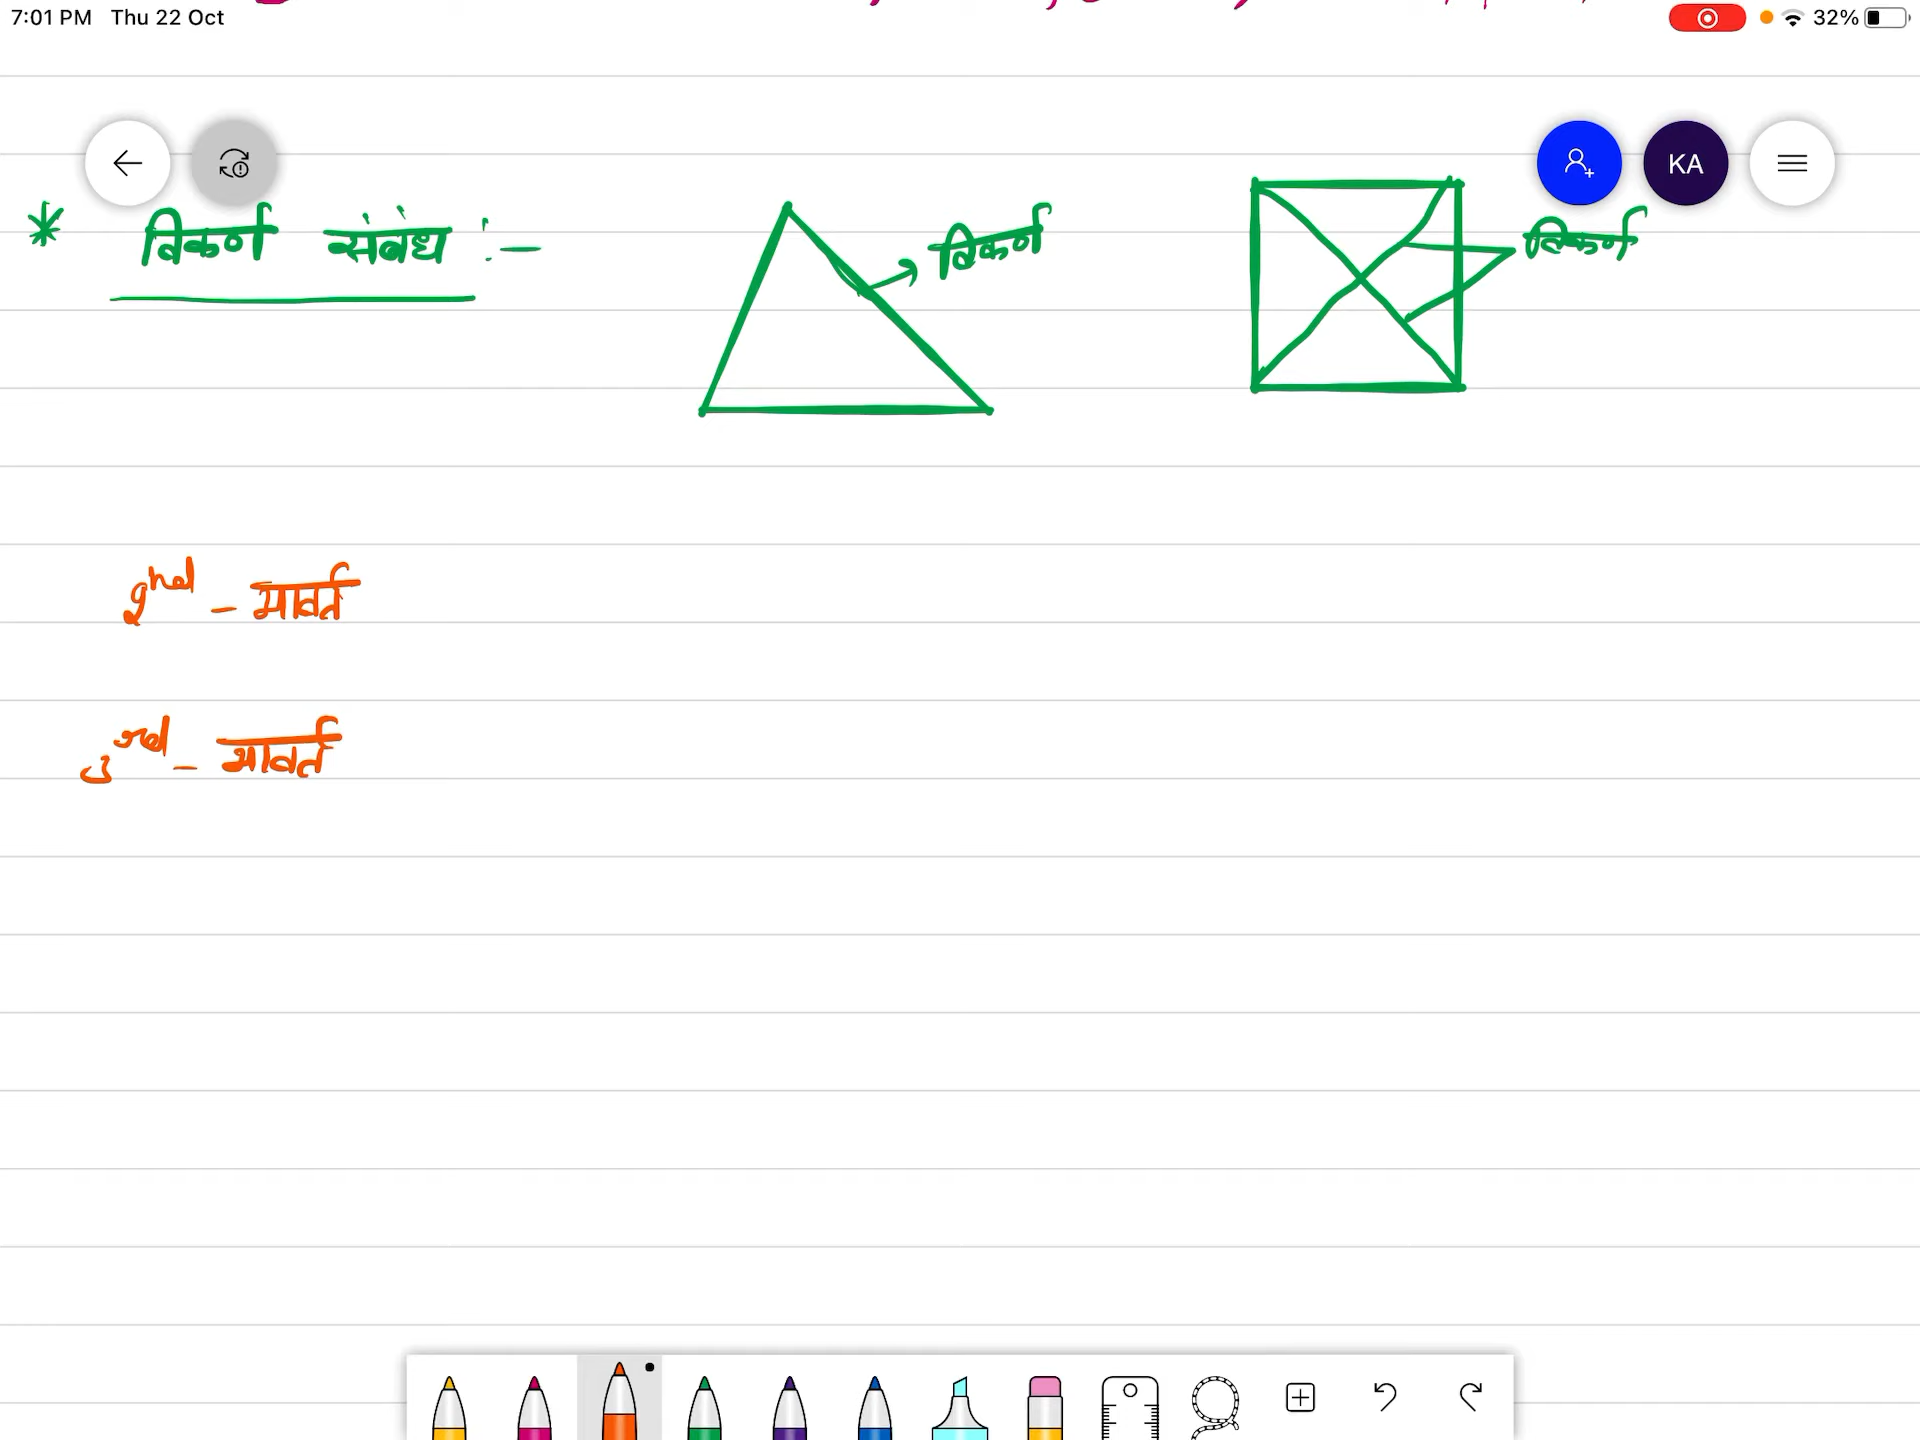 7:01 PM Thu 22 Oct
32%
KA
* विकर्ण संबंध :-
विकर्ण
विकर्ण
2nd - आवर्त
3rd - आवर्त